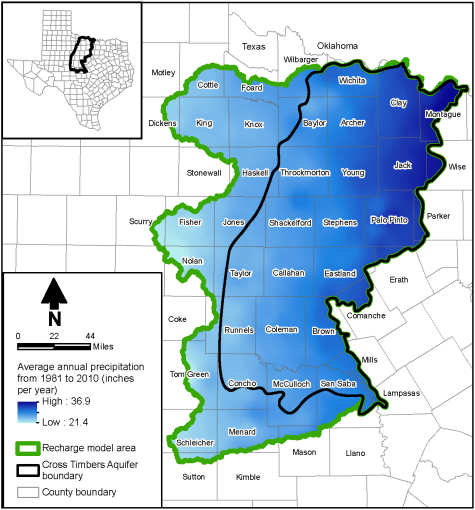 Texas
Oklahoma
Motley
Wilbarger
Cottle
Foard
Wichita
Clay
Montague
Dickens
King
Knox
Baylor
Archer
Stonewall
Haskell
Throckmorton
Young
Jack
Wise
Scurry
Fisher
Jones
Shackelford
Stephens
Palo Pinto
Parker
Nolan
Taylor
Callahan
Eastland
Erath
Coke
Runnels
Coleman
Brown
Comanche
Mills
Tom Green
Concho
McCulloch
San Saba
Lampasas
Schleicher
Menard
Mason
Llano
Sutton
Kimble
N
0 22 44
Miles
Average annual precipitation
from 1981 to 2010 (inches
per year)
High : 36.9
Low : 21.4
Recharge model area
Cross Timbers Aquifer
boundary
County boundary